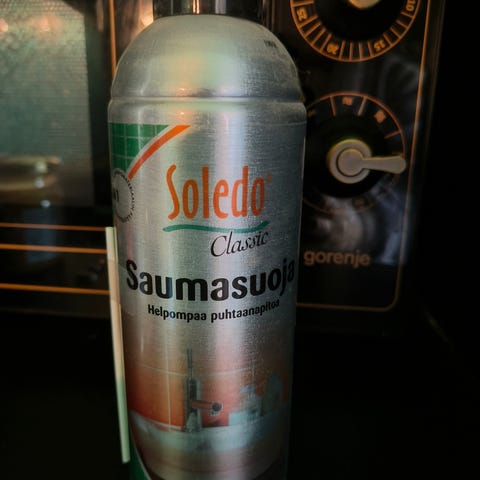 Soledo
Classic
Saumasuoja
Helpompaa puhtaanapitoa
gorenje